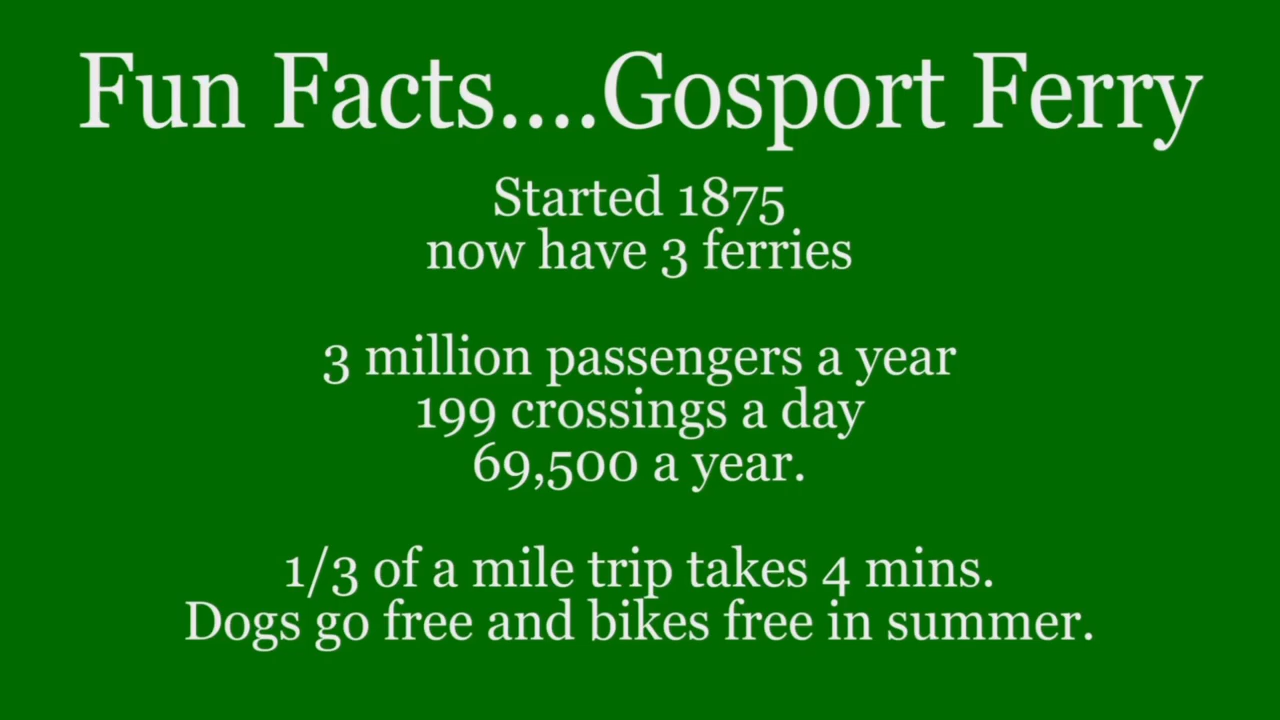 Fun Facts....Gosport Ferry
Started 1875
now have 3 ferries
3 million passengers a year
199 crossings a day
69,500 a year.
1/3 of a mile trip takes 4 mins.
Dogs go free and bikes free in summer.